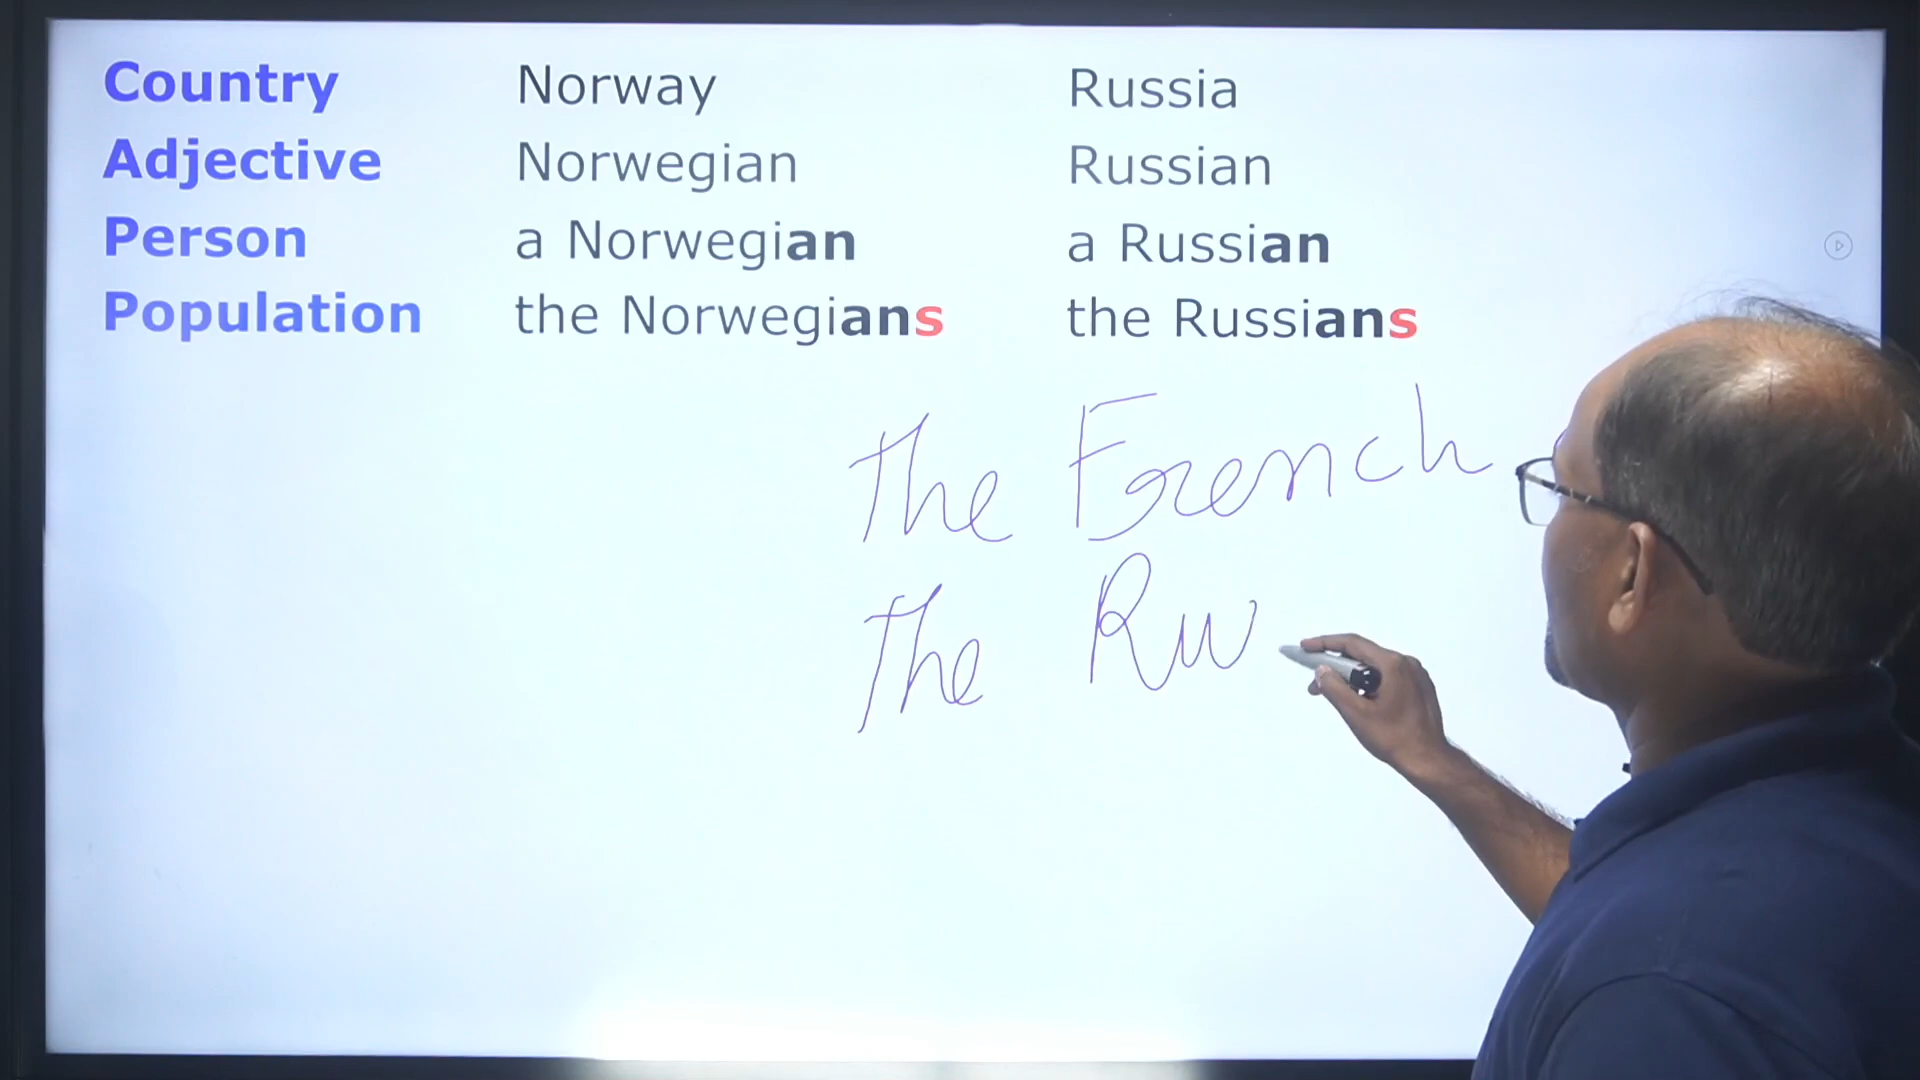 Country Norway Russia
Adjective Norwegian Russian
Person a Norwegian a Russian
Population the Norwegians the Russians
The French
The Ru